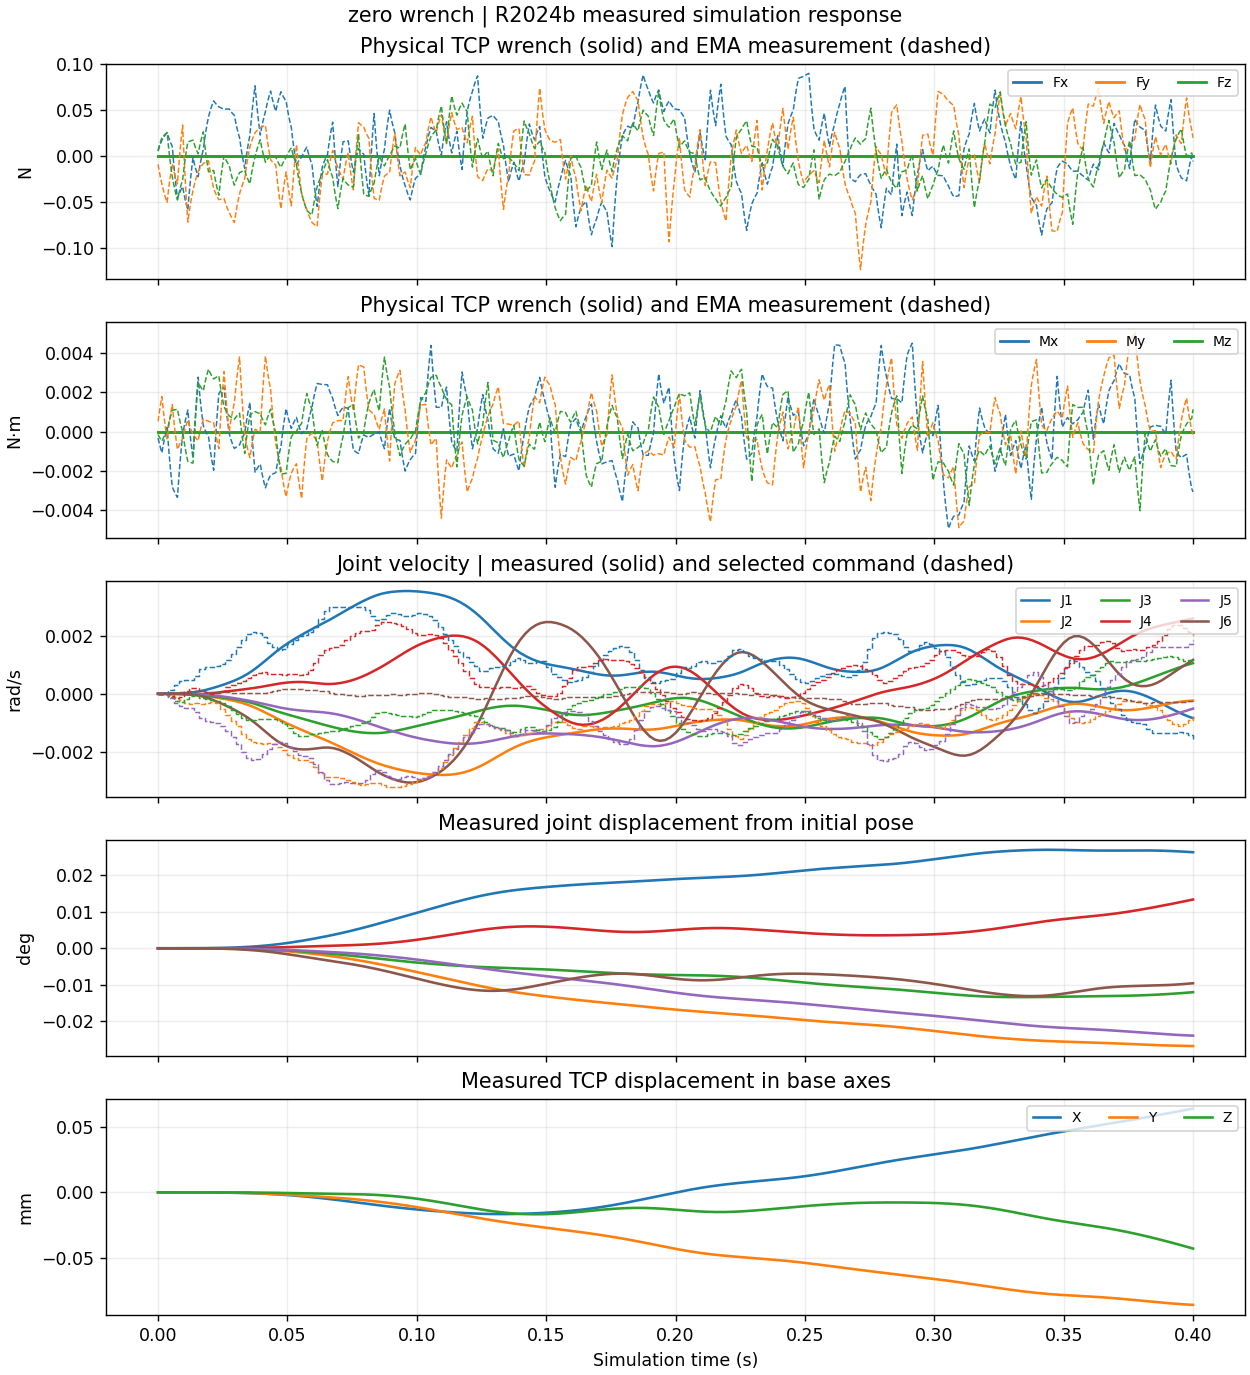 zero wrench | R2024b measured simulation response
Physical TCP wrench (solid) and EMA measurement (dashed)
0.10
0.05
0.00
−0.05
−0.10
N
Fx Fy Fz
Physical TCP wrench (solid) and EMA measurement (dashed)
0.004
0.002
0.000
−0.002
−0.004
N·m
Mx My Mz
Joint velocity | measured (solid) and selected command (dashed)
0.002
0.000
−0.002
rad/s
J1 J3 J5
J2 J4 J6
Measured joint displacement from initial pose
0.02
0.01
0.00
−0.01
−0.02
deg
Measured TCP displacement in base axes
0.05
0.00
−0.05
mm
X Y Z
0.00 0.05 0.10 0.15 0.20 0.25 0.30 0.35 0.40
Simulation time (s)